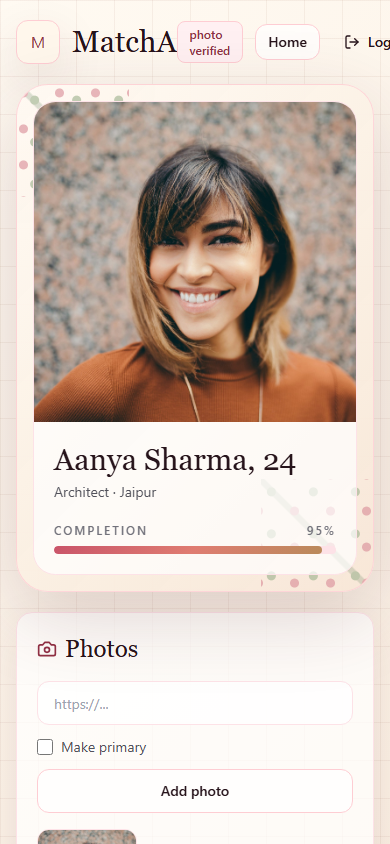 M
MatchA
photo
verified
Home
Log
Aanya Sharma, 24
Architect · Jaipur
COMPLETION 95%
Photos
https://...
Make primary
Add photo